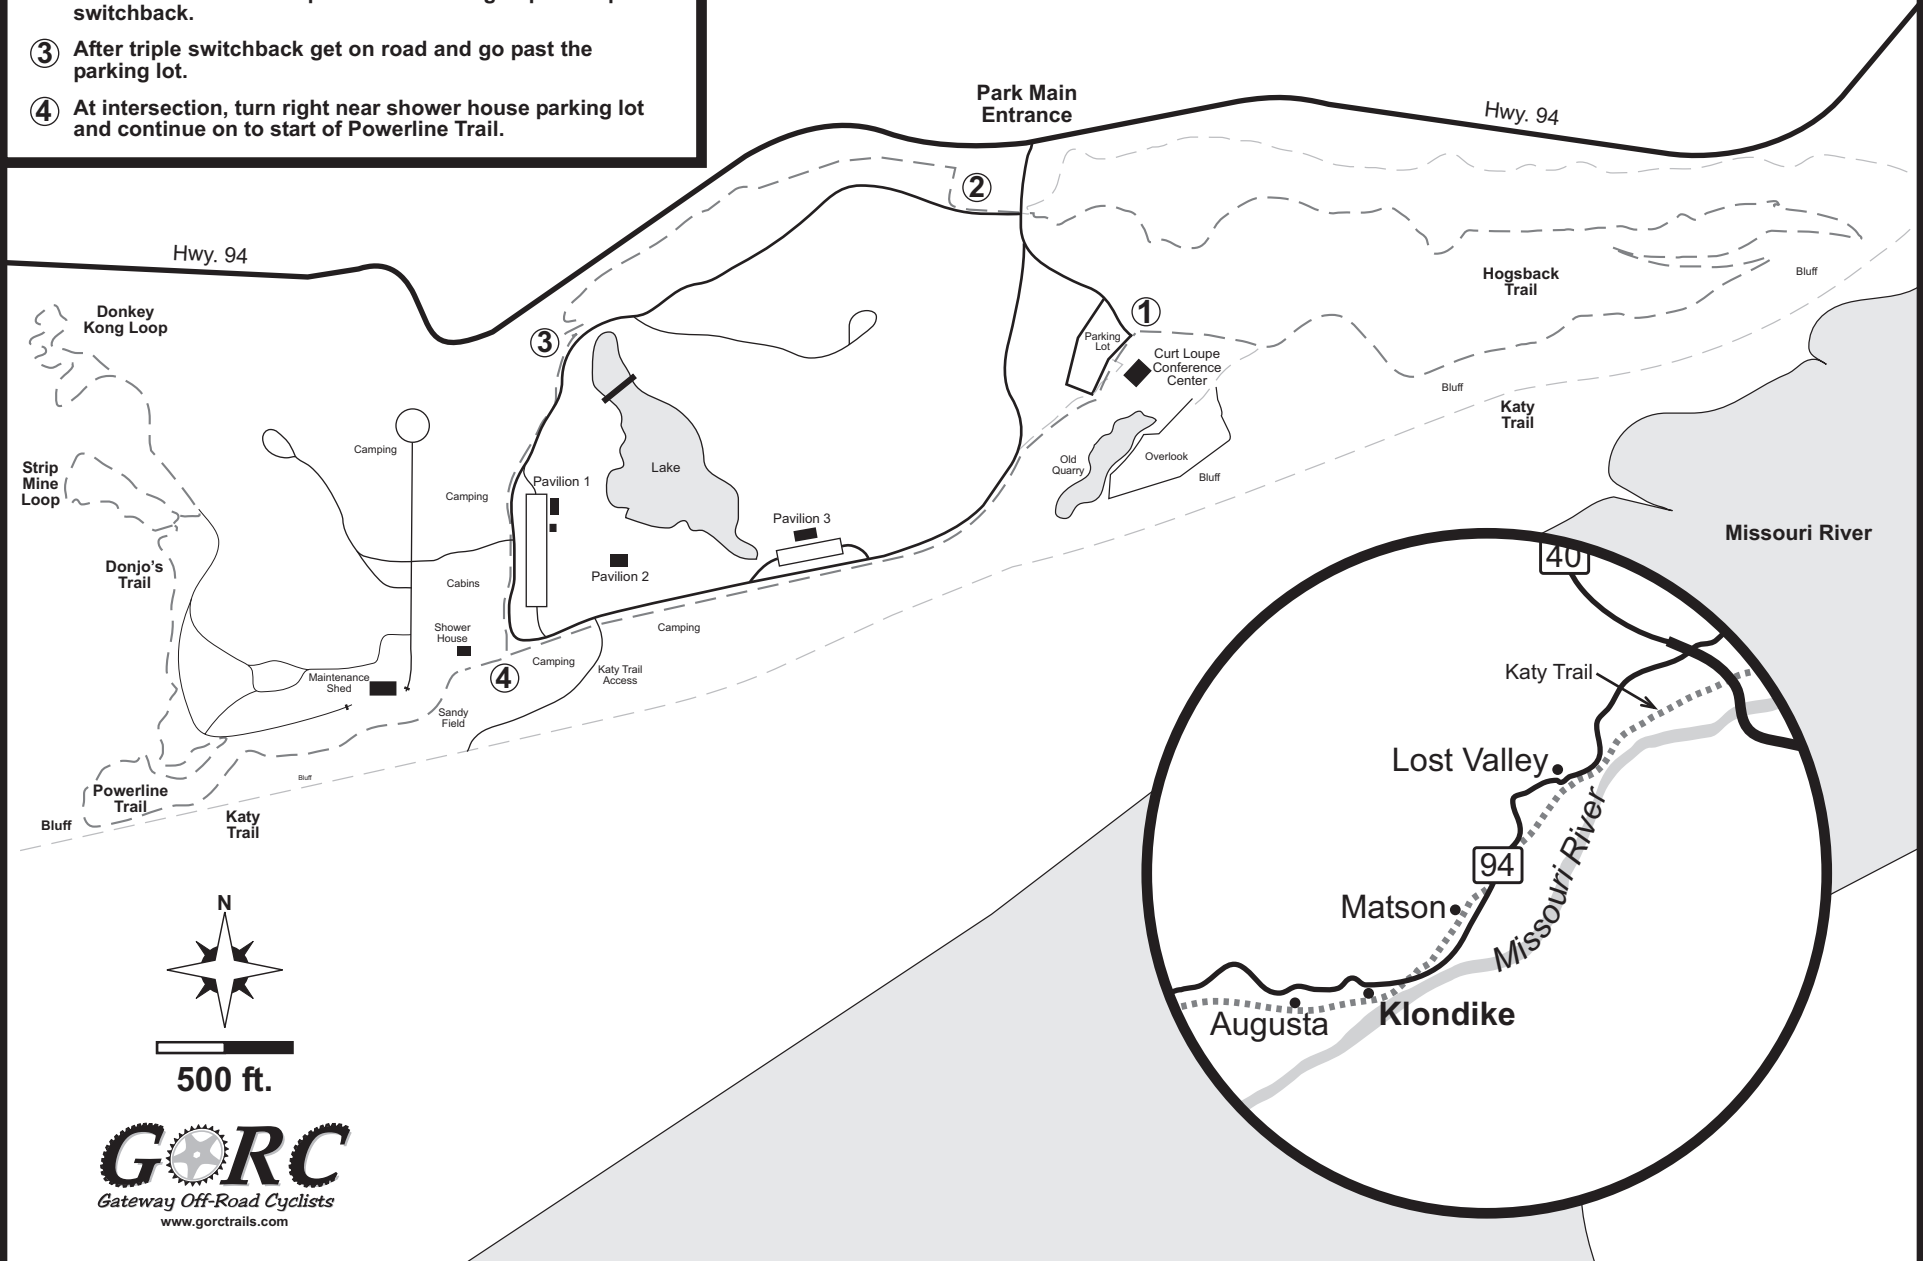 switchback.
3 After triple switchback get on road and go past the
parking lot.
4 At intersection, turn right near shower house parking lot
and continue on to start of Powerline Trail.
Park Main
Entrance
Hwy. 94
2
Hwy. 94
Hogsback
Trail
Bluff
Donkey
Kong Loop
3
1
Parking
Lot
Curt Loupe
Conference
Center
Bluff
Katy
Trail
Camping
Strip
Mine
Loop
Camping
Pavilion 1
Lake
Old
Quarry
Overlook
Bluff
Pavilion 3
Missouri River
Donjo's
Trail
Cabins
Pavilion 2
Shower
House
Camping
Camping
Katy Trail
Access
4
Maintenance
Shed
Sandy
Field
Bluff
Powerline
Trail
Bluff
Katy
Trail
40
Katy Trail
Lost Valley
94
Missouri River
Matson
Augusta
Klondike
N
500 ft.
GORC
Gateway Off-Road Cyclists
www.gorctrails.com